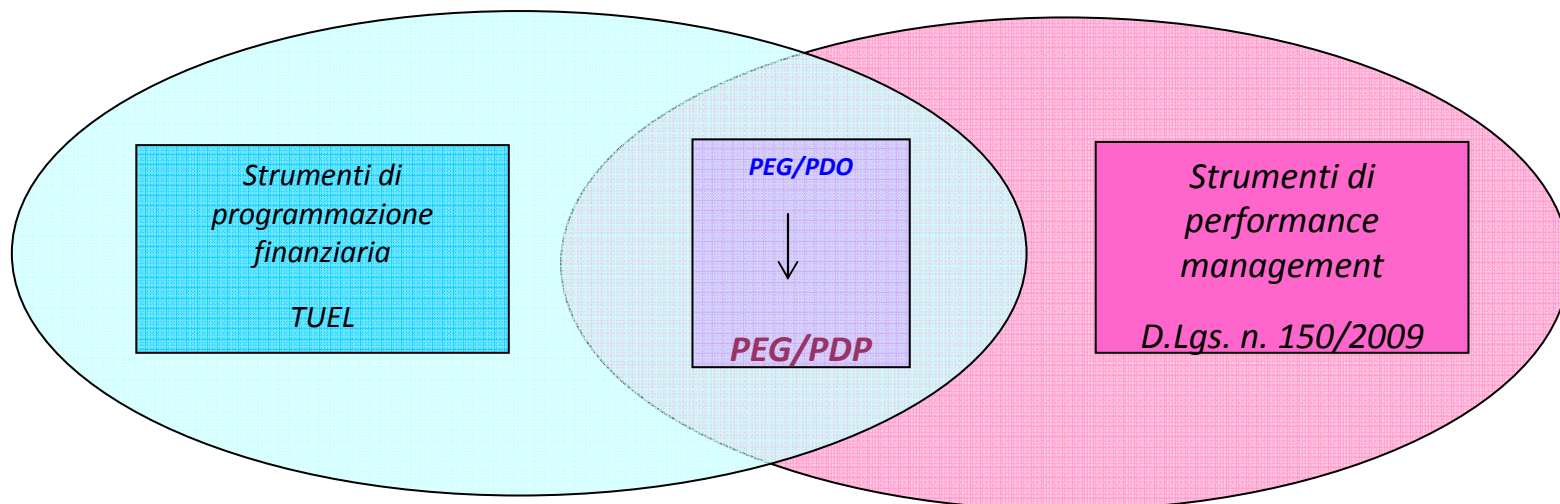 Strumenti di
programmazione
finanziaria
TUEL
PEG/PDO
PEG/PDP
Strumenti di
performance
management
D.Lgs. n. 150/2009